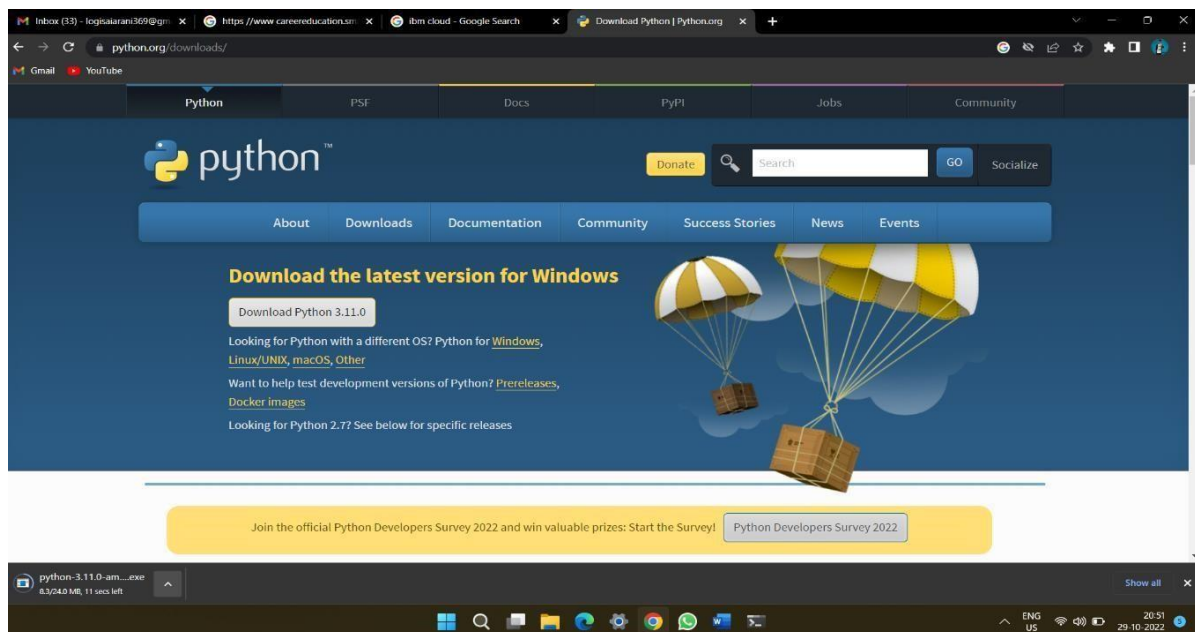 Inbox (33) - logisaiarani369@gm
https://www careereducation.sm
ibm cloud - Google Search
Download Python | Python.org
python.org/downloads/
Gmail YouTube
Python PSF Docs PyPI Jobs Community
python™
Donate Search GO Socialize
About Downloads Documentation Community Success Stories News Events
Download the latest version for Windows
Download Python 3.11.0
Looking for Python with a different OS? Python for Windows,
Linux/UNIX, macOS, Other
Want to help test development versions of Python? Prereleases,
Docker images
Looking for Python 2.7? See below for specific releases
Join the official Python Developers Survey 2022 and win valuable prizes: Start the Survey! Python Developers Survey 2022
python-3.11.0-am....exe
8.3/24.0 MB, 11 secs left
Show all
ENG
US
20:51
29-10-2022
5